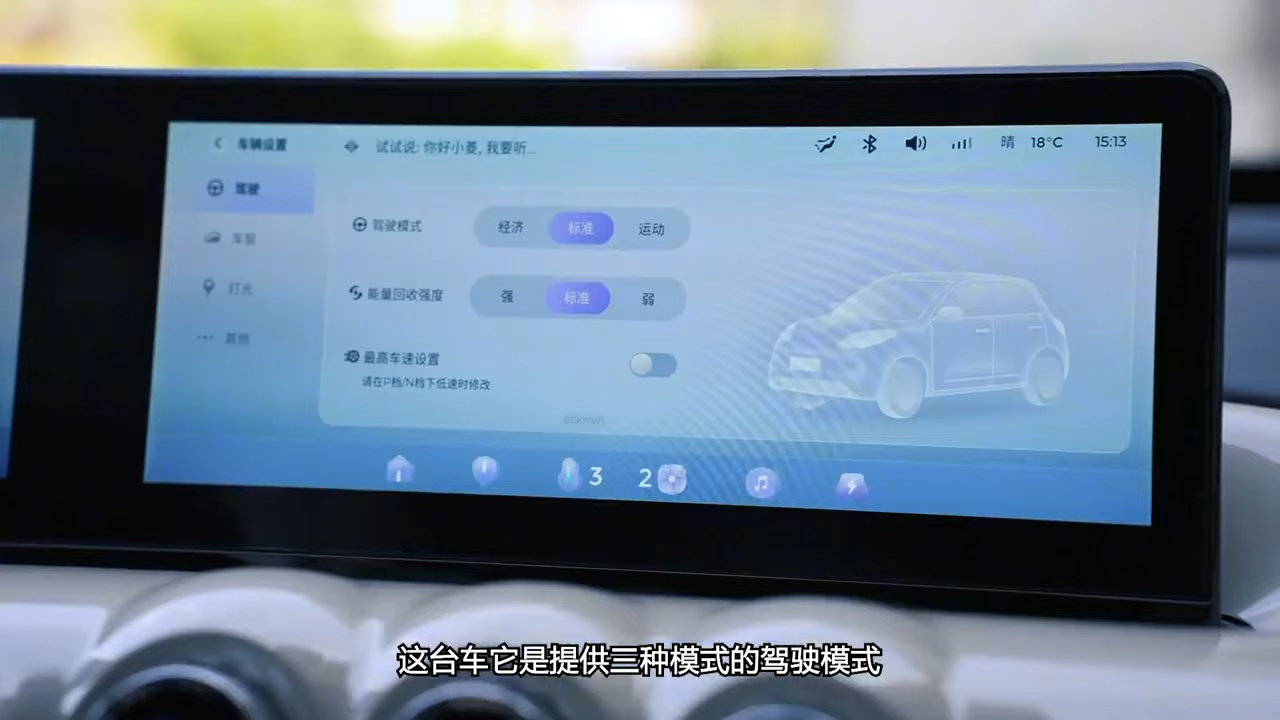 车辆设置
试试说: 你好小菱, 我要听...
晴 18°C 15:13
驾驶
车窗
灯光
其他
驾驶模式 经济 标准 运动
能量回收强度 强 标准 弱
最高车速设置
请在P档/N档下低速时修改
80km/h
3 2
这台车它是提供三种模式的驾驶模式